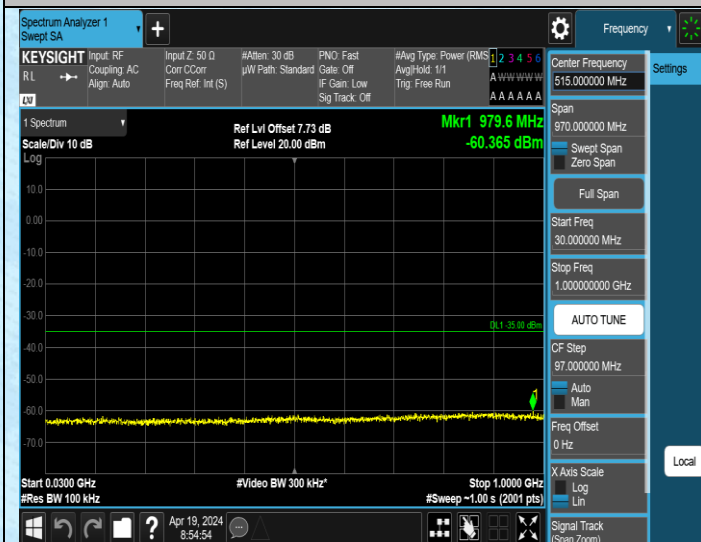 Spectrum Analyzer 1
Swept SA
+
Frequency
KEYSIGHT
RL
LXI
Input: RF
Coupling: AC
Align: Auto
Input Z: 50 Ω
Corr CCorr
Freq Ref: Int (S)
#Atten: 30 dB
µW Path: Standard
PNO: Fast
Gate: Off
IF Gain: Low
Sig Track: Off
#Avg Type: Power (RMS
Avg|Hold: 1/1
Trig: Free Run
1 2 3 4 5 6
A W W W W W
A A A A A A
1 Spectrum
Scale/Div 10 dB
Log
Ref Lvl Offset 7.73 dB
Ref Level 20.00 dBm
Mkr1 979.6 MHz
-60.365 dBm
10.0
0.00
-10.0
-20.0
-30.0
DL1 -35.00 dBm
-40.0
-50.0
1
-60.0
-70.0
Start 0.0300 GHz
#Res BW 100 kHz
#Video BW 300 kHz*
Stop 1.0000 GHz
#Sweep ~1.00 s (2001 pts)
?
Apr 19, 2024
8:54:54
Center Frequency
515.000000 MHz
Span
970.000000 MHz
Swept Span
Zero Span
Full Span
Start Freq
30.000000 MHz
Stop Freq
1.000000000 GHz
AUTO TUNE
CF Step
97.000000 MHz
Auto
Man
Freq Offset
0 Hz
X Axis Scale
Log
Lin
Signal Track
(Span Zoom)
Settings
Local